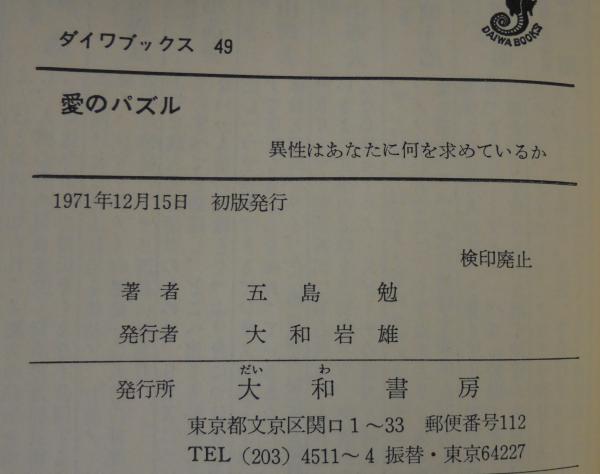 DAIWA BOOKS
ダイワブックス 49
愛のパズル
異性はあなたに何を求めているか
1971年12月15日 初版発行
検印廃止
著者 五島 勉
発行者 大和岩雄
だい わ
発行所 大和書房
東京都文京区関口1〜33 郵便番号112
TEL (203) 4511〜4 振替・東京64227